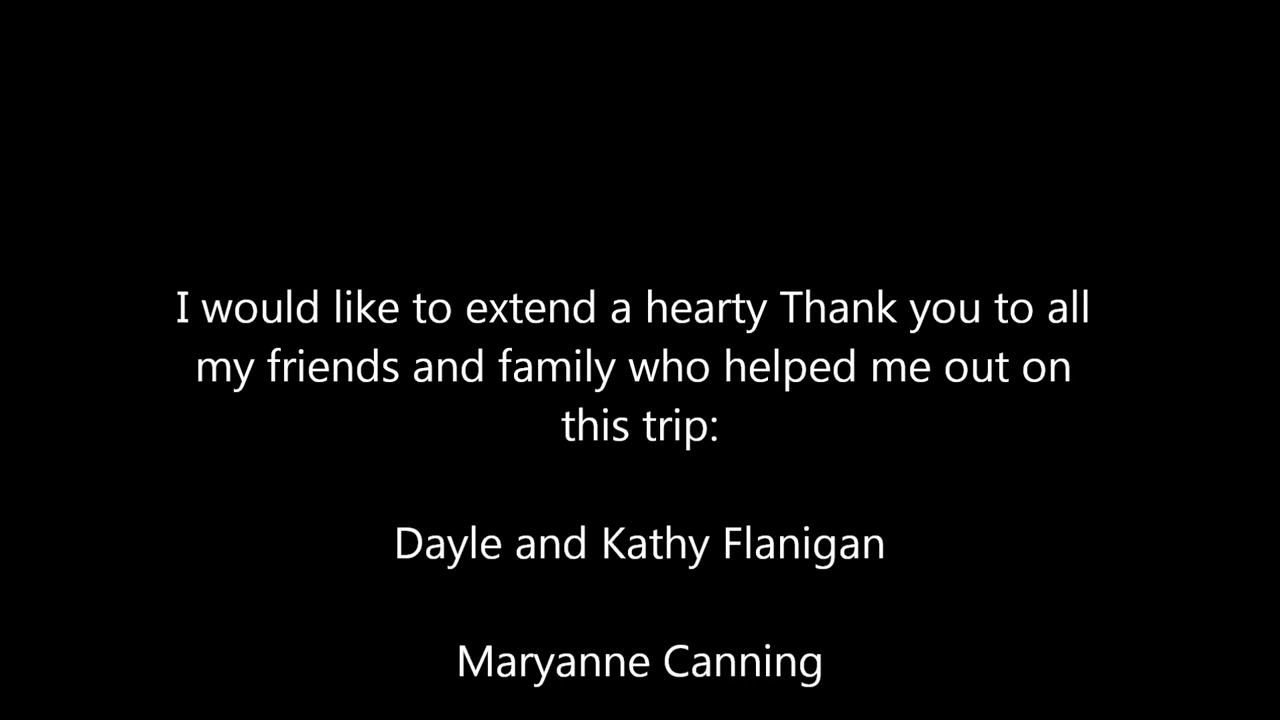 I would like to extend a hearty Thank you to all
my friends and family who helped me out on
this trip:
Dayle and Kathy Flanigan
Maryanne Canning